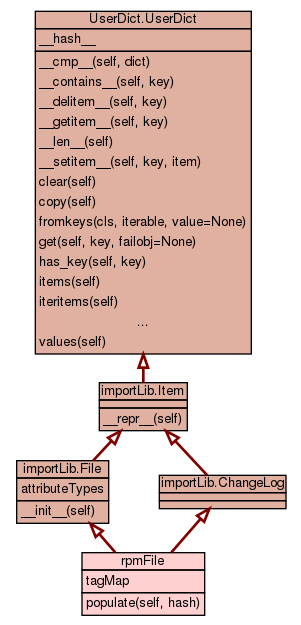 UserDict.UserDict
__hash__
__cmp__(self, dict)
__contains__(self, key)
__delitem__(self, key)
__getitem__(self, key)
__len__(self)
__setitem__(self, key, item)
clear(self)
copy(self)
fromkeys(cls, iterable, value=None)
get(self, key, failobj=None)
has_key(self, key)
items(self)
iteritems(self)
...
values(self)
importLib.Item
__repr__(self)
importLib.File
attributeTypes
__init__(self)
importLib.ChangeLog
rpmFile
tagMap
populate(self, hash)